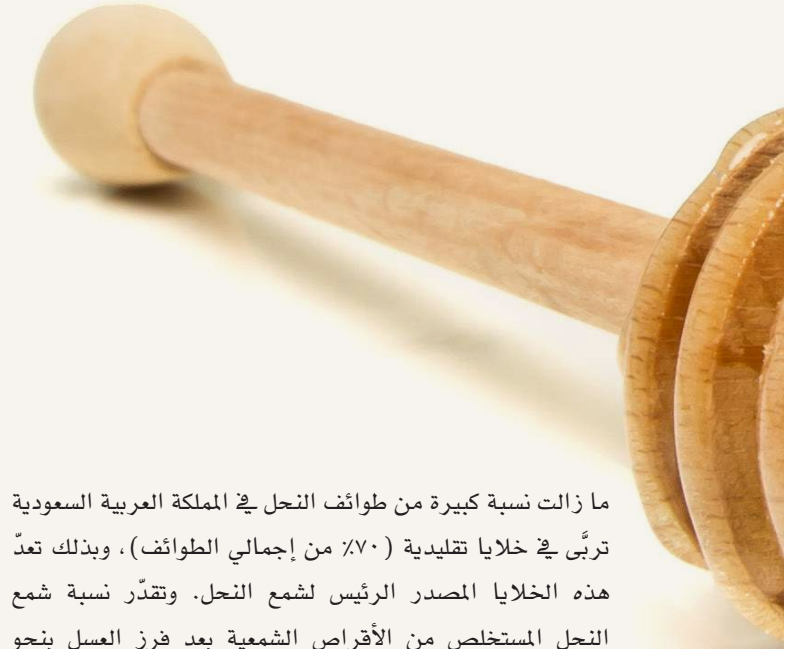 ما زالت نسبة كبيرة من طوائف النحل في المملكة العربية السعودية
تربَّى في خلايا تقليدية (٧٠٪ من إجمالي الطوائف)، وبذلك تعدّ
هذه الخلايا المصدر الرئيس لشمع النحل. وتقدّر نسبة شمع
النحل المستخلص من الأقراص الشمعية بعد فرز العسل بنحو